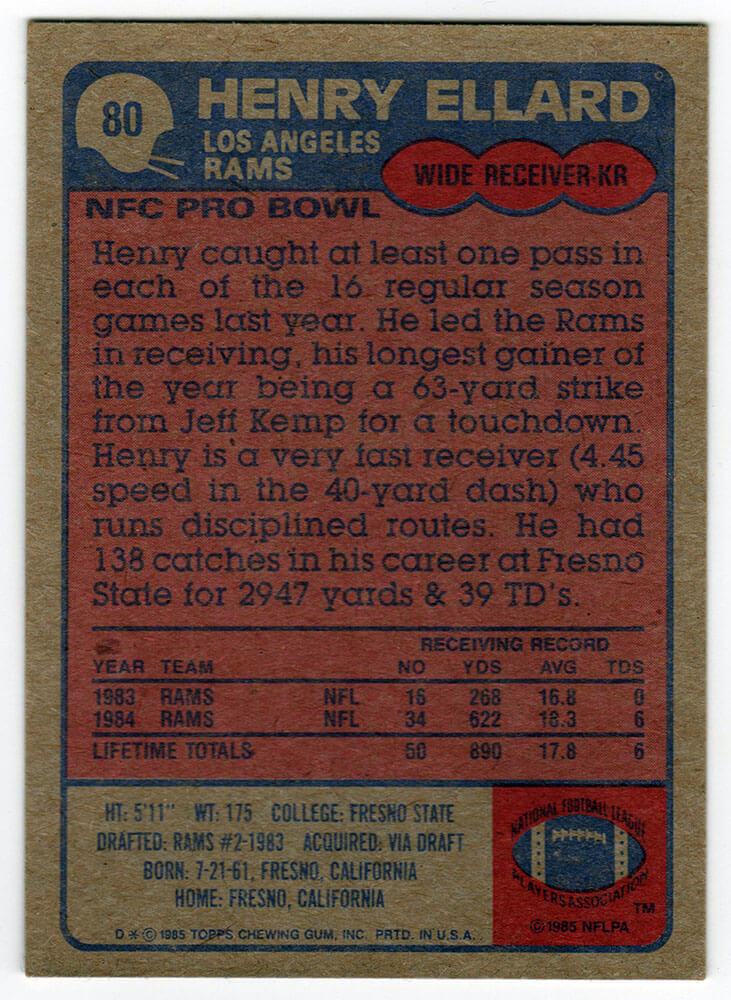 80
HENRY ELLARD
LOS ANGELES
RAMS
WIDE RECEIVER-KR
NFC PRO BOWL
Henry caught at least one pass in
each of the 16 regular season
games last year. He led the Rams
in receiving, his longest gainer of
the year being a 63-yard strike
from Jeff Kemp for a touchdown.
Henry is a very fast receiver (4.45
speed in the 40-yard dash) who
runs disciplined routes. He had
138 catches in his career at Fresno
State for 2947 yards & 39 TD's.
RECEIVING RECORD
YEAR TEAM NO YDS AVG TDS
1983 RAMS NFL 16 268 16.8 0
1984 RAMS NFL 34 622 18.3 6
LIFETIME TOTALS 50 890 17.8 6
HT: 5'11" WT: 175 COLLEGE: FRESNO STATE
DRAFTED: RAMS #2-1983 ACQUIRED: VIA DRAFT
BORN: 7-21-61, FRESNO, CALIFORNIA
HOME: FRESNO, CALIFORNIA
D * © 1985 TOPPS CHEWING GUM, INC. PRTD. IN U.S.A.
NATIONAL FOOTBALL LEAGUE
PLAYERS ASSOCIATION
TM
© 1985 NFLPA